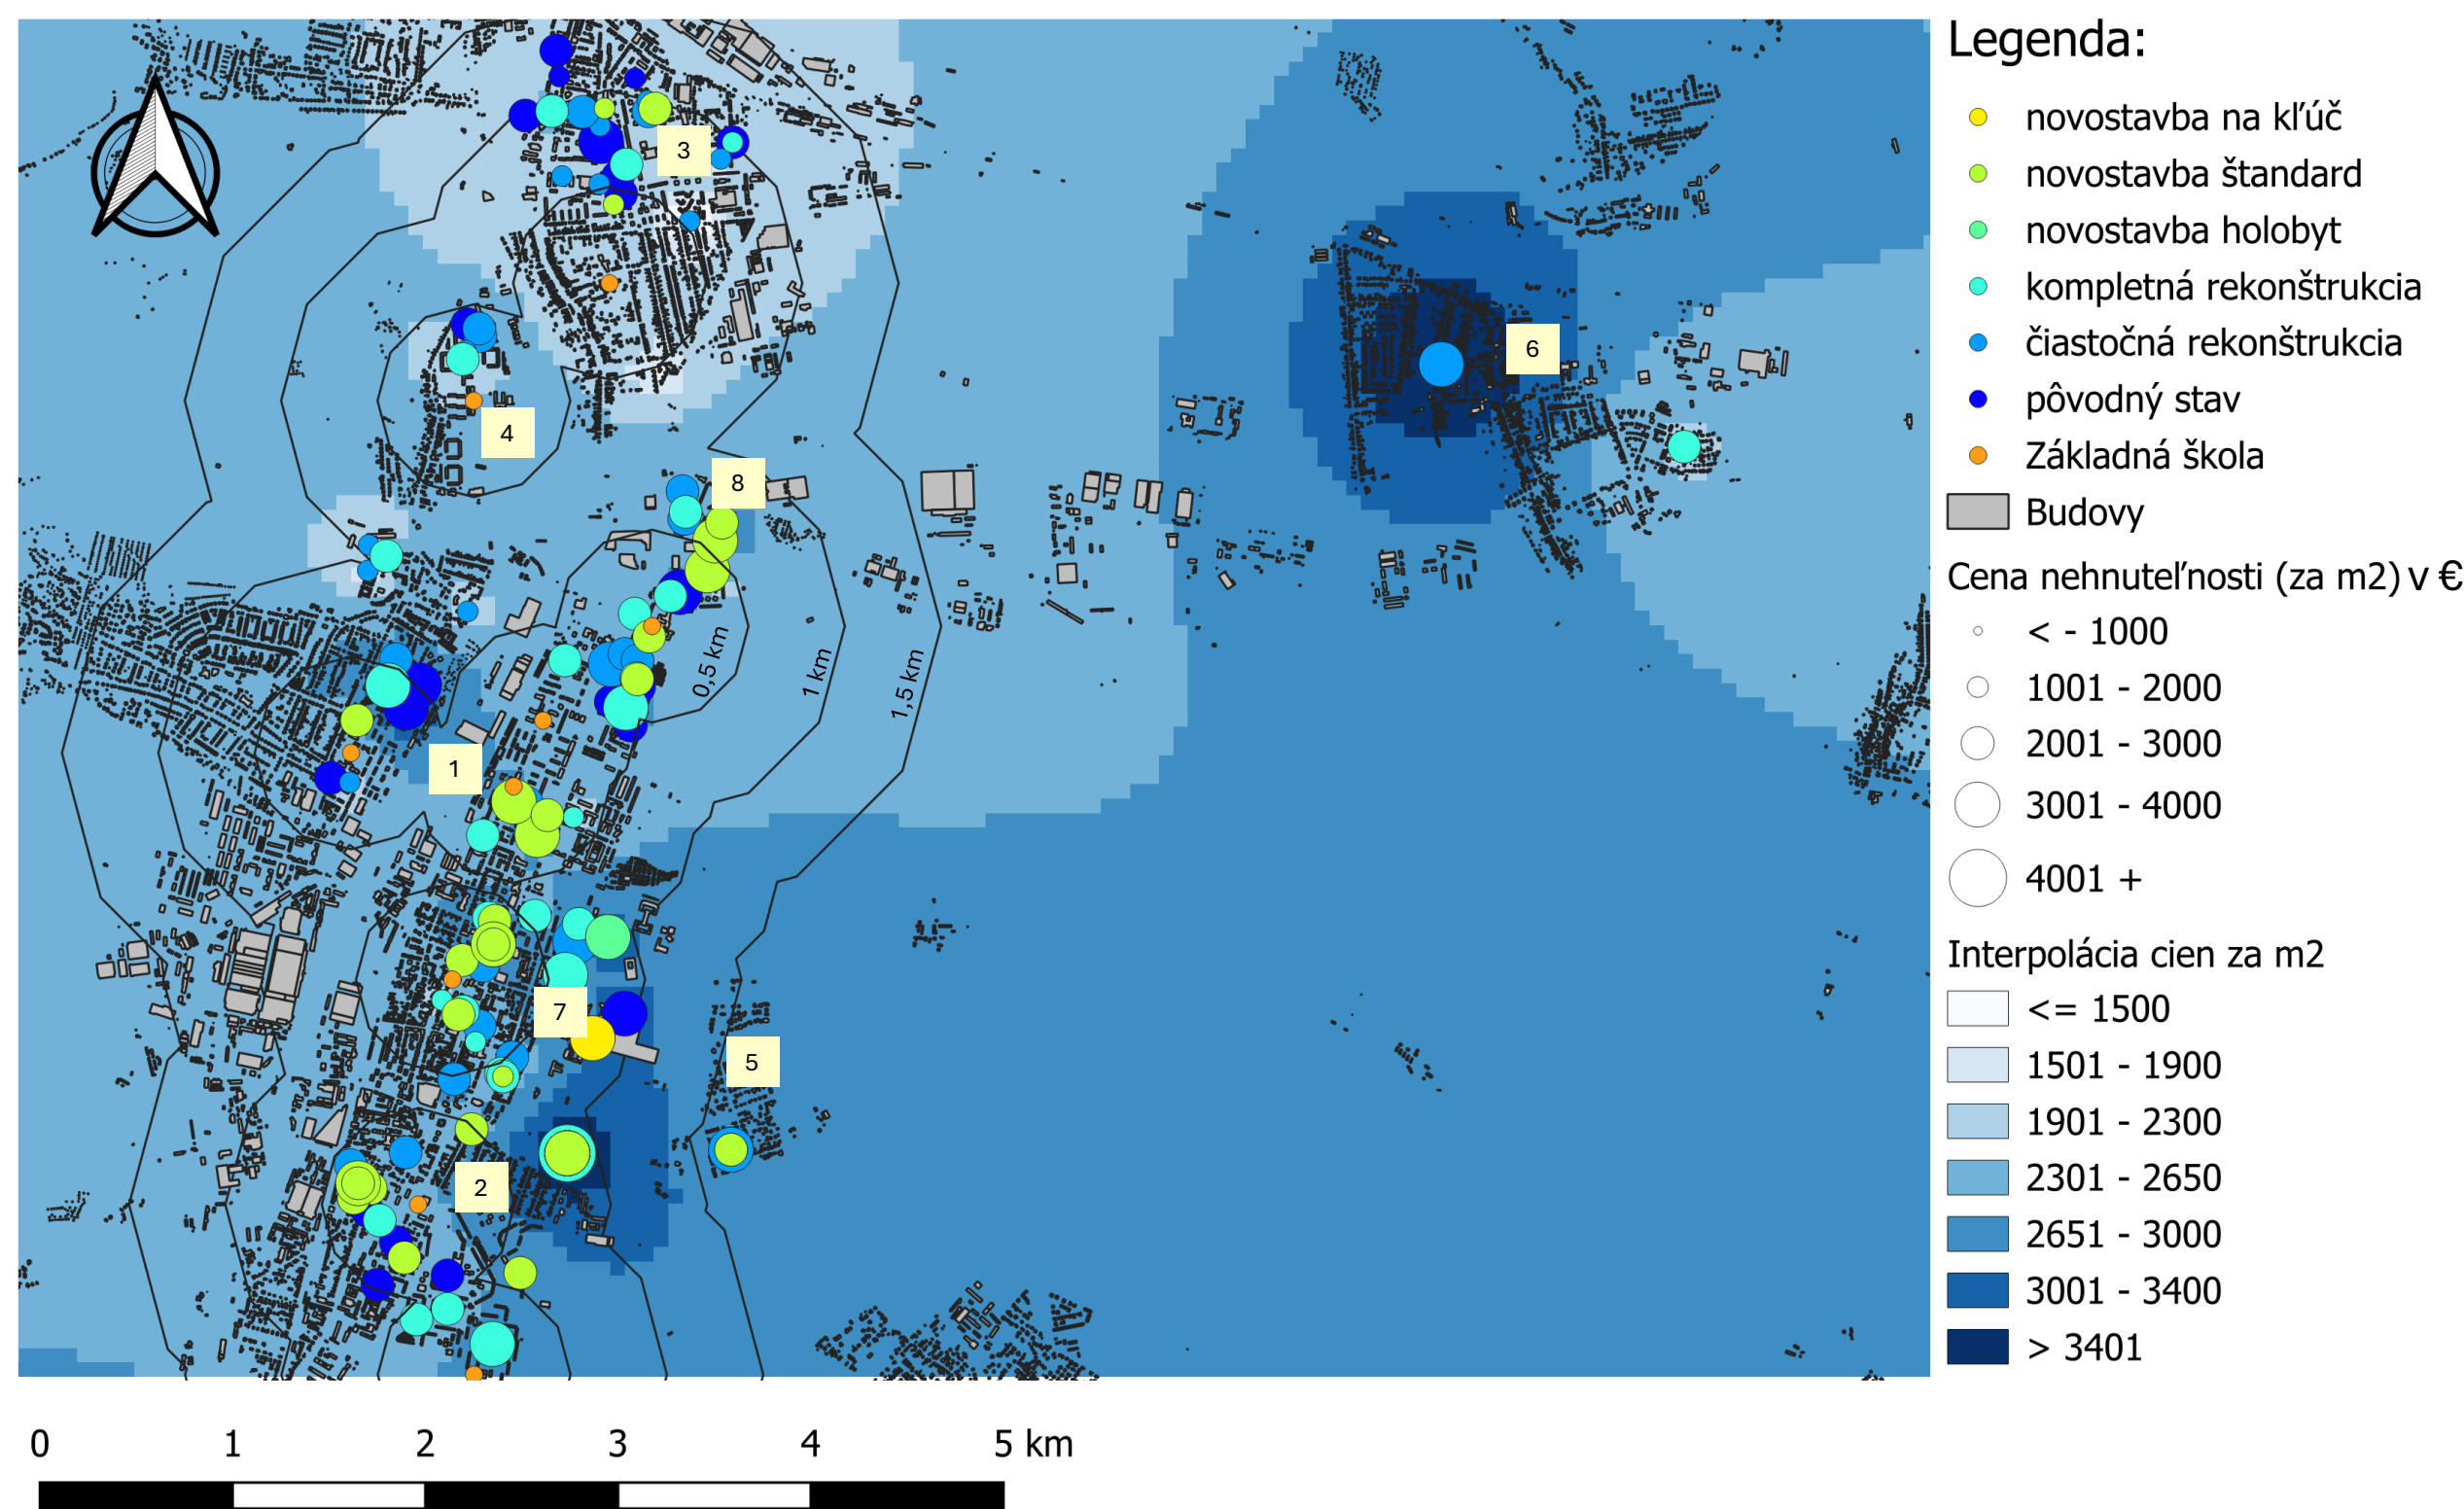 3
6
4
8
0,5 km
1 km
1,5 km
1
7
5
2
0 1 2 3 4 5 km
Legenda:
novostavba na kľúč
novostavba štandard
novostavba holobyt
kompletná rekonštrukcia
čiastočná rekonštrukcia
pôvodný stav
Základná škola
Budovy
Cena nehnuteľnosti (za m2) v €
< - 1000
1001 - 2000
2001 - 3000
3001 - 4000
4001 +
Interpolácia cien za m2
<= 1500
1501 - 1900
1901 - 2300
2301 - 2650
2651 - 3000
3001 - 3400
> 3401